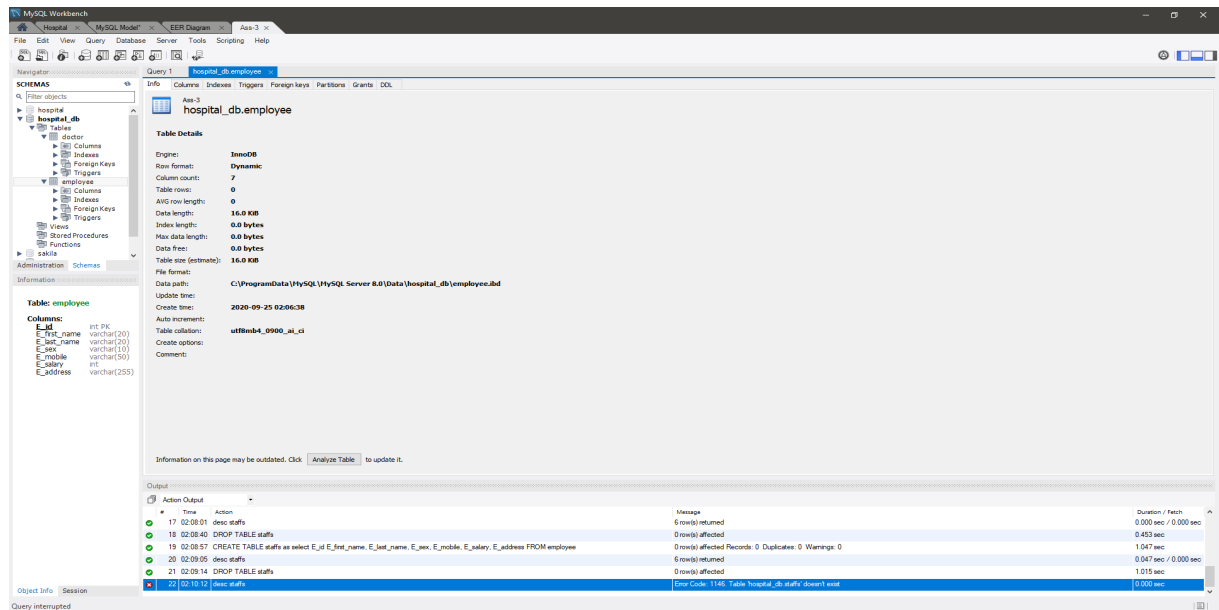 MySQL Workbench
Hospital × MySQL Model* × EER Diagram × Ass-3 ×
File Edit View Query Database Server Tools Scripting Help
Navigator
SCHEMAS
Filter objects
hospital
hospital_db
Tables
doctor
Columns
Indexes
Foreign Keys
Triggers
employee
Columns
Indexes
Foreign Keys
Triggers
Views
Stored Procedures
Functions
sakila
Administration Schemas
Information
Table: employee
Columns:
E_id int PK
E_first_name varchar(20)
E_last_name varchar(20)
E_sex varchar(10)
E_mobile varchar(50)
E_salary int
E_address varchar(255)
Object Info Session
Query interrupted
Query 1 hospital_db.employee ×
Info Columns Indexes Triggers Foreign keys Partitions Grants DDL
Ass-3
hospital_db.employee
Table Details
Engine: InnoDB
Row format: Dynamic
Column count: 7
Table rows: 0
AVG row length: 0
Data length: 16.0 KiB
Index length: 0.0 bytes
Max data length: 0.0 bytes
Data free: 0.0 bytes
Table size (estimate): 16.0 KiB
File format:
Data path: C:\ProgramData\MySQL\MySQL Server 8.0\Data\hospital_db\employee.ibd
Update time:
Create time: 2020-09-25 02:06:38
Auto increment:
Table collation: utf8mb4_0900_ai_ci
Create options:
Comment:
Information on this page may be outdated. Click Analyze Table to update it.
Output
Action Output
# Time Action Message Duration / Fetch
17 02:08:01 desc staffs 6 row(s) returned 0.000 sec / 0.000 sec
18 02:08:40 DROP TABLE staffs 0 row(s) affected 0.453 sec
19 02:08:57 CREATE TABLE staffs as select E_id E_first_name, E_last_name, E_sex, E_mobile, E_salary, E_address FROM employee 0 row(s) affected Records: 0 Duplicates: 0 Warnings: 0 1.047 sec
20 02:09:05 desc staffs 6 row(s) returned 0.047 sec / 0.000 sec
21 02:09:14 DROP TABLE staffs 0 row(s) affected 1.015 sec
22 02:10:12 desc staffs Error Code: 1146. Table 'hospital_db.staffs' doesn't exist 0.000 sec